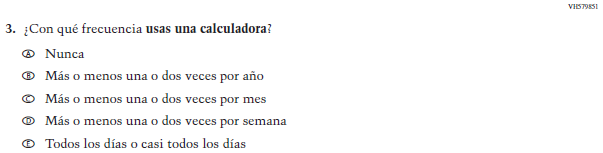 VH579851
3. ¿Con qué frecuencia usas una calculadora?
Ⓐ Nunca
Ⓑ Más o menos una o dos veces por año
Ⓒ Más o menos una o dos veces por mes
Ⓓ Más o menos una o dos veces por semana
Ⓔ Todos los días o casi todos los días